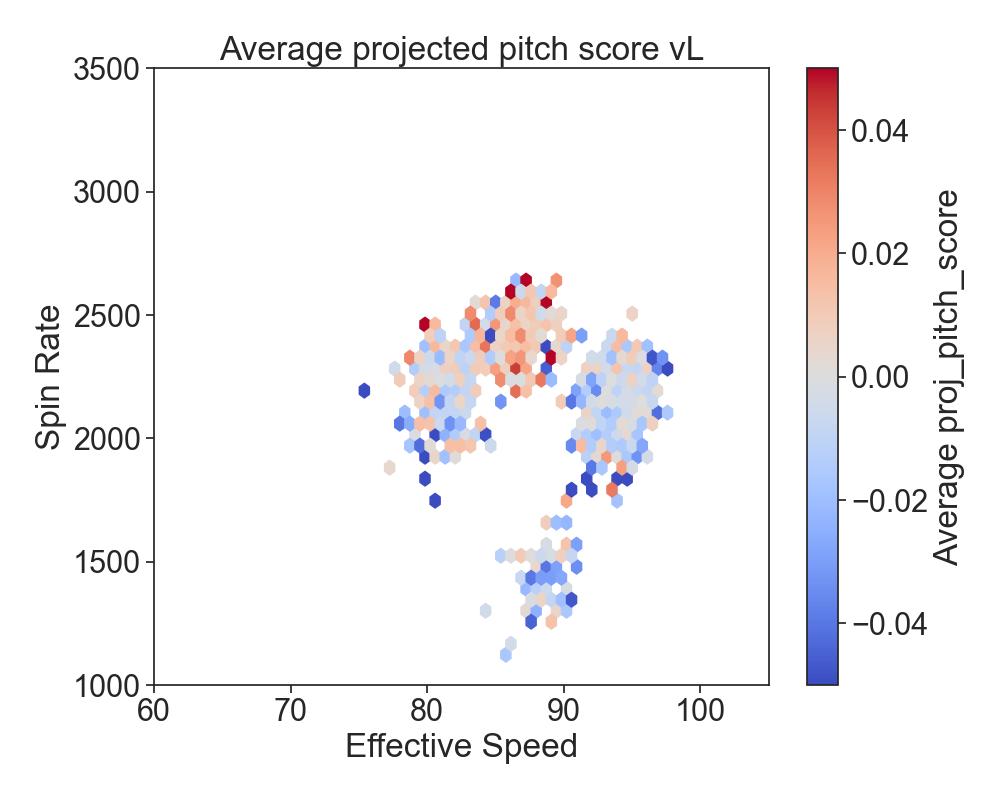 Average projected pitch score vL
3500
3000
2500
2000
1500
1000
Spin Rate
60 70 80 90 100
Effective Speed
0.04
0.02
0.00
−0.02
−0.04
Average proj_pitch_score